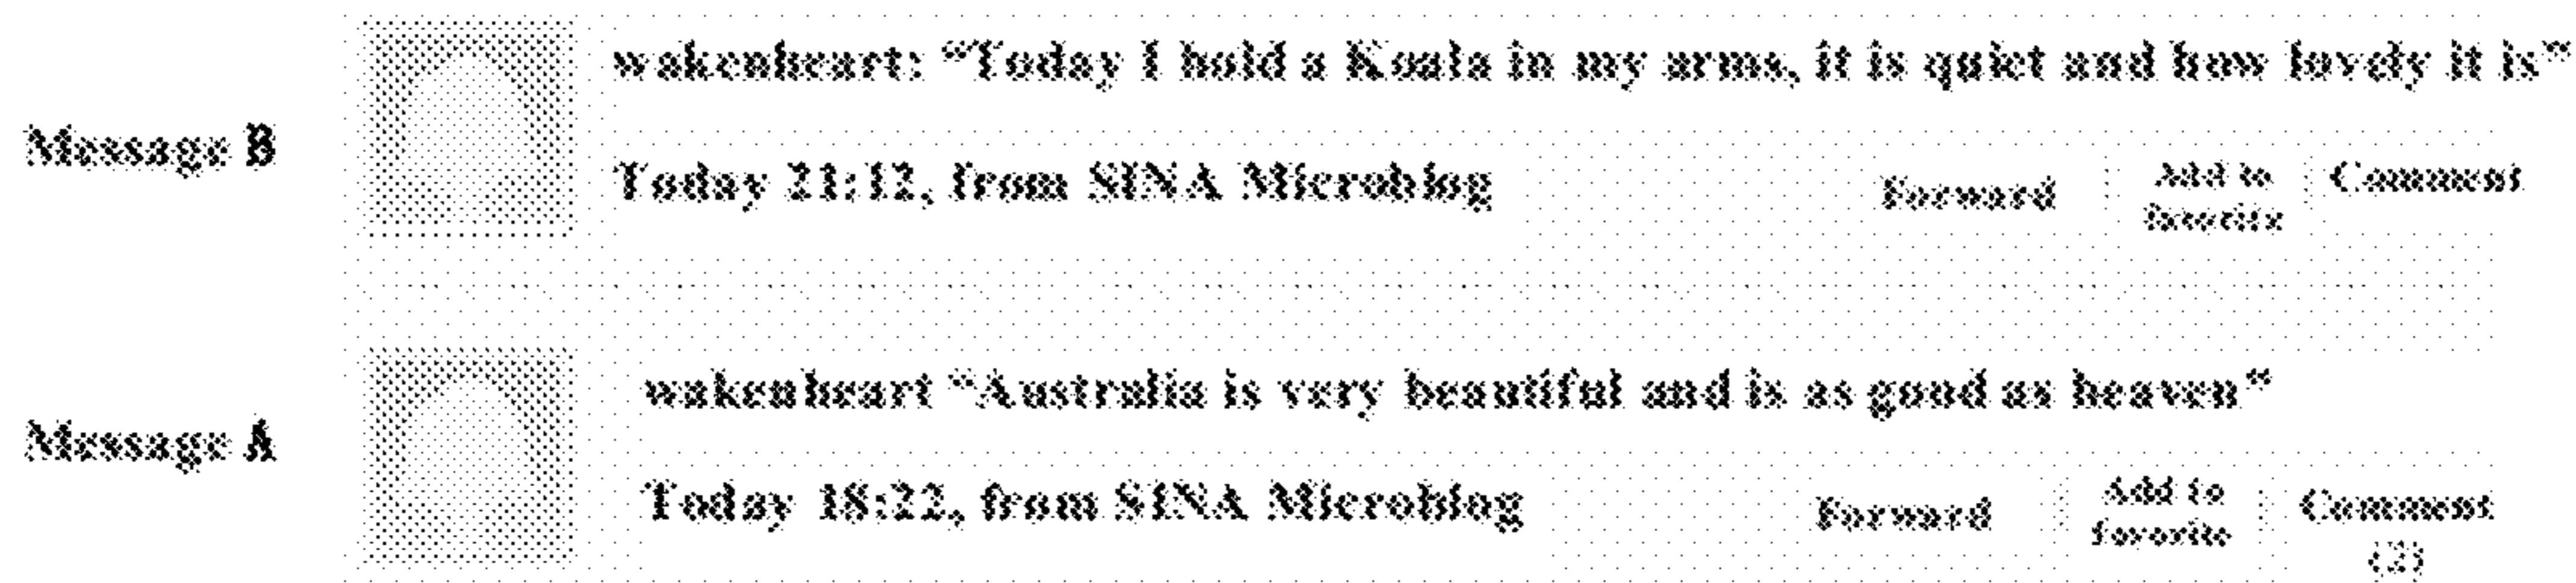 wakenheart: “Today I hold a Koala in my arms, it is quiet and how lovely it is”
Message B
Today 21:12, from SINA Microblog
Forward Add to Comment
favorite
wakenheart “Australia is very beautiful and is as good as heaven“
Message A
Today 18:22, from SINA Microblog
Forward Add to Comment
favorite